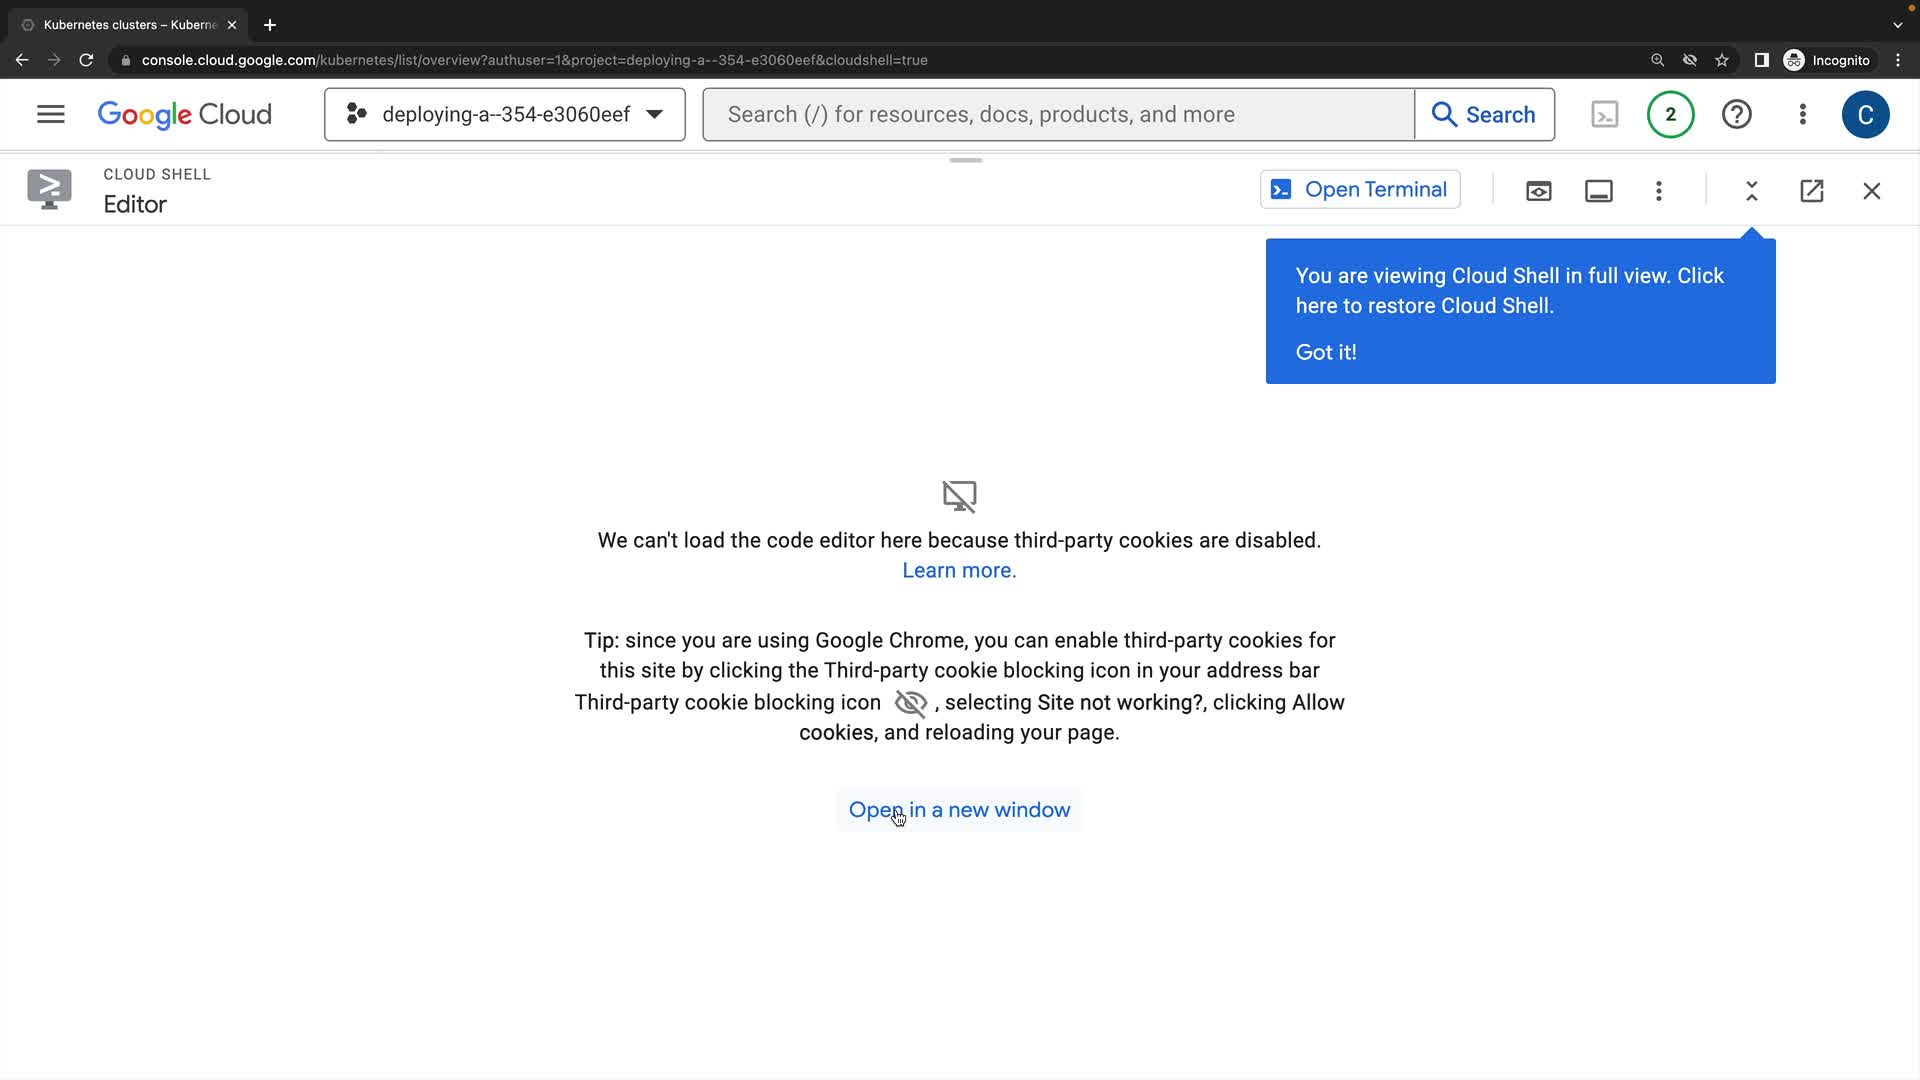 Kubernetes clusters – Kuberne
console.cloud.google.com/kubernetes/list/overview?authuser=1&project=deploying-a--354-e3060eef&cloudshell=true
Incognito
Google Cloud
deploying-a--354-e3060eef
Search (/) for resources, docs, products, and more
Search
2
C
CLOUD SHELL
Editor
Open Terminal
You are viewing Cloud Shell in full view. Click
here to restore Cloud Shell.
Got it!
We can't load the code editor here because third-party cookies are disabled.
Learn more.
Tip: since you are using Google Chrome, you can enable third-party cookies for
this site by clicking the Third-party cookie blocking icon in your address bar
Third-party cookie blocking icon , selecting Site not working?, clicking Allow
cookies, and reloading your page.
Open in a new window